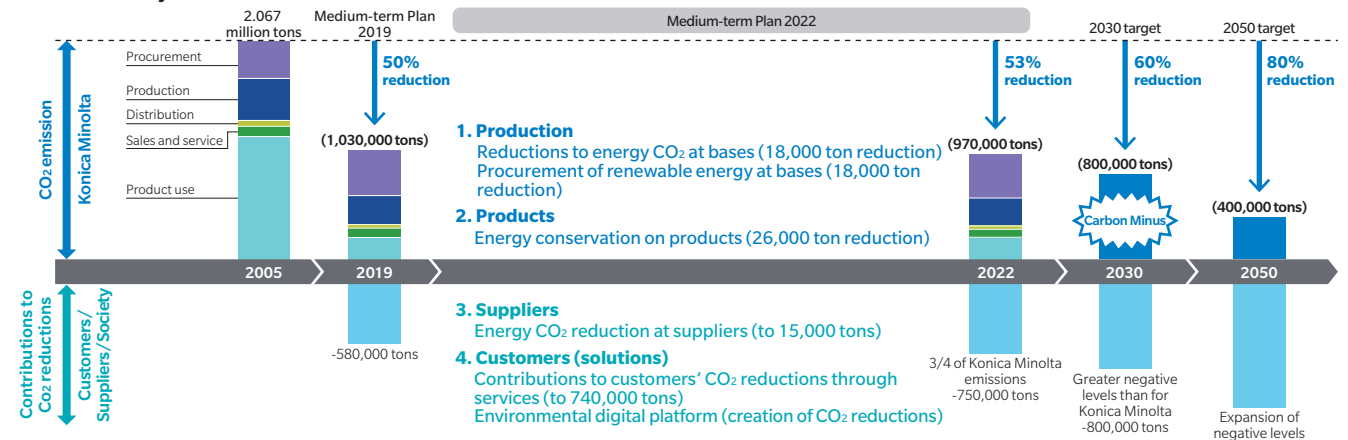 2.067
million tons
Medium-term Plan
2019
Medium-term Plan 2022
2030 target
2050 target
Procurement
Production
Distribution
Sales and service
Product use
CO2 emission
Konica Minolta
50%
reduction
53%
reduction
60%
reduction
80%
reduction
(1,030,000 tons)
1. Production
Reductions to energy CO2 at bases (18,000 ton reduction)
Procurement of renewable energy at bases (18,000 ton
reduction)
2. Products
Energy conservation on products (26,000 ton reduction)
(970,000 tons)
(800,000 tons)
Carbon Minus
(400,000 tons)
2005
2019
2022
2030
2050
Contributions to
Co2 reductions
Customers/
Suppliers/Society
-580,000 tons
3. Suppliers
Energy CO2 reduction at suppliers (to 15,000 tons)
4. Customers (solutions)
Contributions to customers’ CO2 reductions through
services (to 740,000 tons)
Environmental digital platform (creation of CO2 reductions)
3/4 of Konica Minolta
emissions
-750,000 tons
Greater negative
levels than for
Konica Minolta
-800,000 tons
Expansion of
negative levels